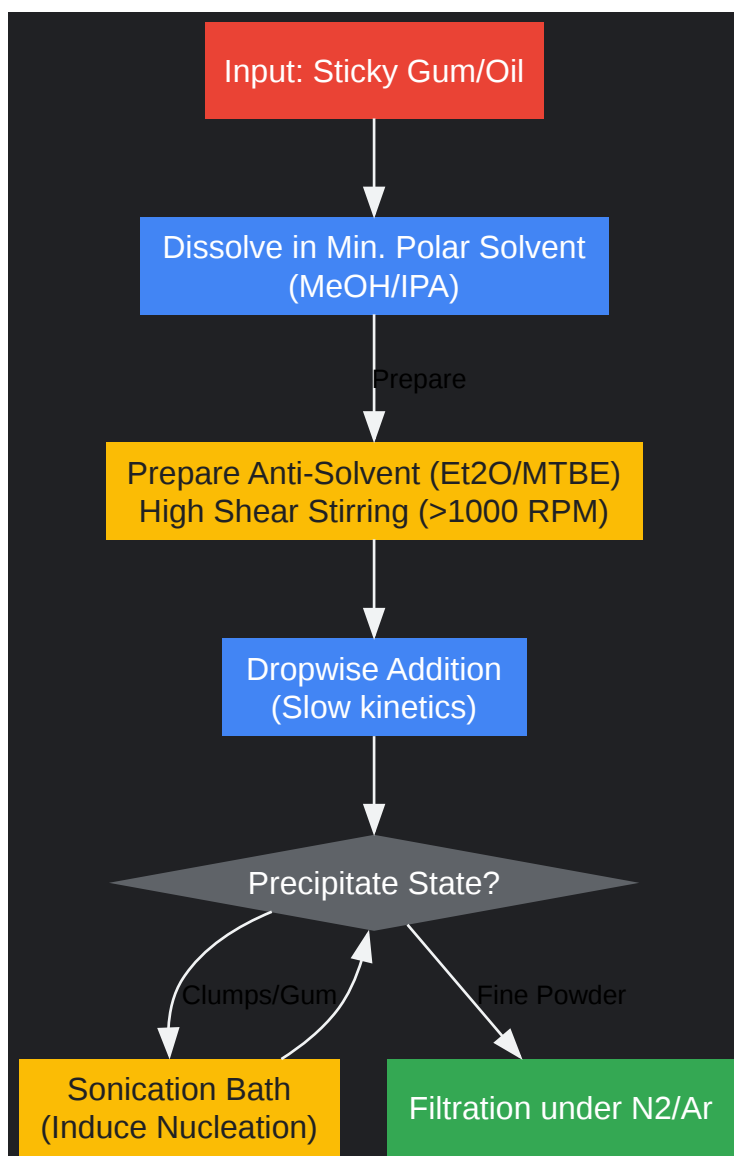 Input: Sticky Gum/Oil
Dissolve in Min. Polar Solvent
(MeOH/IPA)
Prepare
Prepare Anti-Solvent (Et2O/MTBE)
High Shear Stirring (>1000 RPM)
Dropwise Addition
(Slow kinetics)
Precipitate State?
Clumps/Gum
Fine Powder
Sonication Bath
(Induce Nucleation)
Filtration under N2/Ar